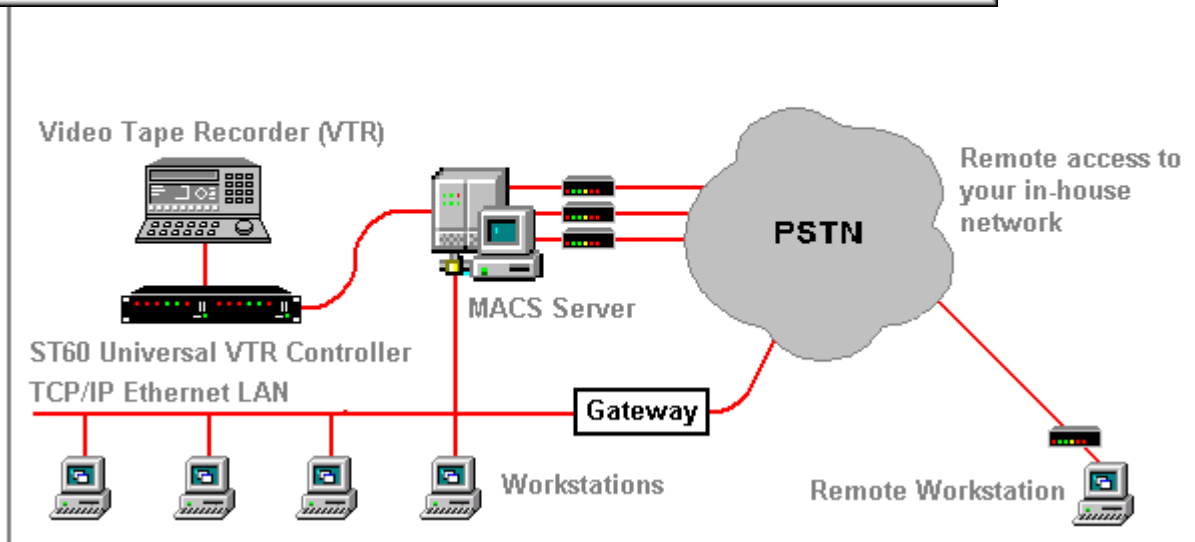 Video Tape Recorder (VTR)
Remote access to
your in-house
network
PSTN
MACS Server
ST60 Universal VTR Controller
TCP/IP Ethernet LAN
Gateway
Workstations
Remote Workstation